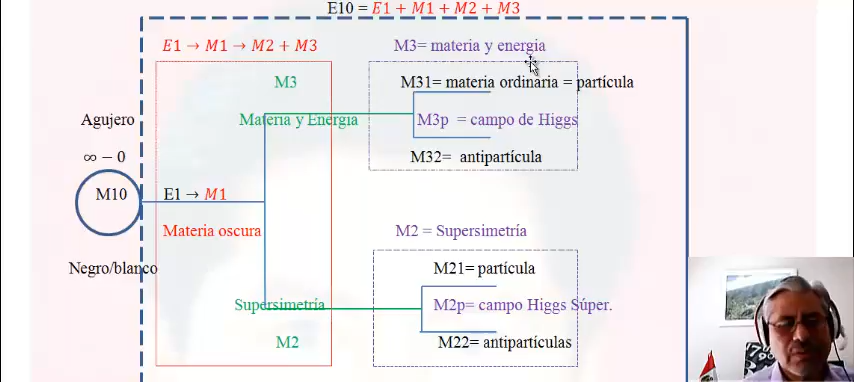 E10 = E1 + M1 + M2 + M3
E1 → M1 → M2 + M3
M3= materia y energia
M3
M31= materia ordinaria = partícula
Agujero
Materia y Energía
M3p = campo de Higgs
∞ − 0
M32= antipartícula
M10
E1 → M1
Materia oscura
M2 = Supersimetría
Negro/blanco
M21= partícula
Supersimetría
M2p= campo Higgs Súper.
M2
M22= antipartículas